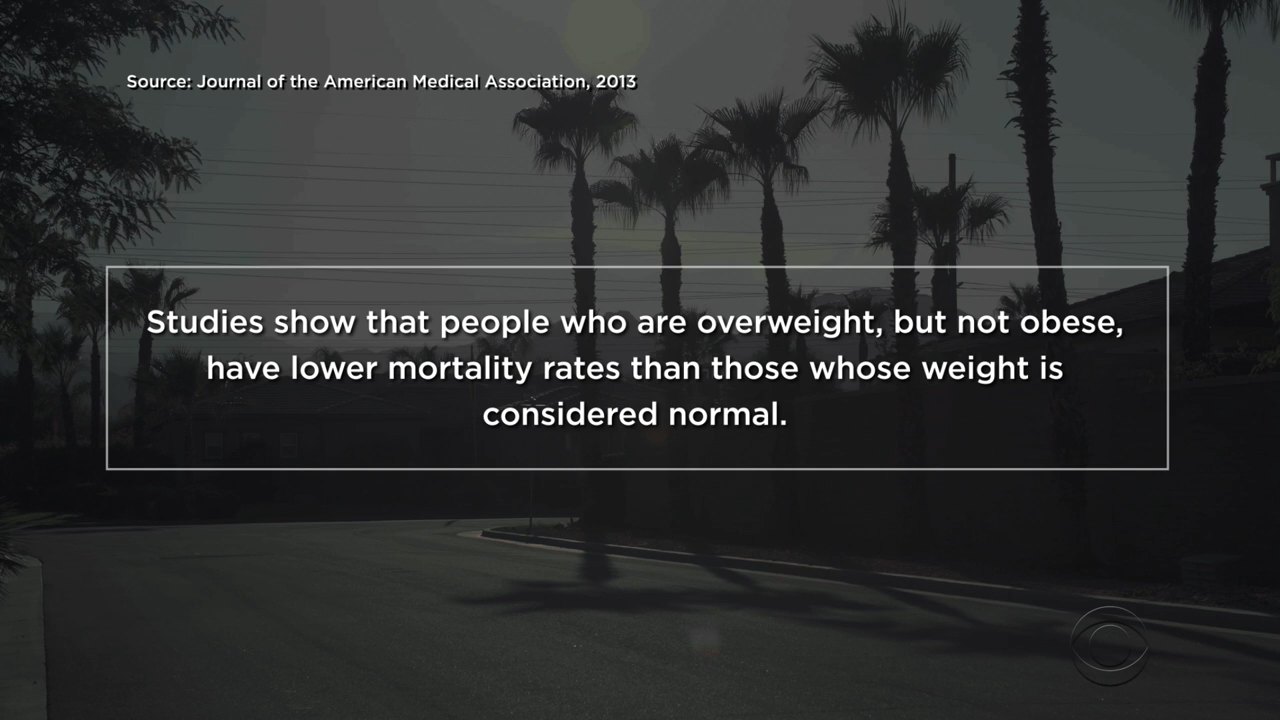 Source: Journal of the American Medical Association, 2013
Studies show that people who are overweight, but not obese,
have lower mortality rates than those whose weight is
considered normal.